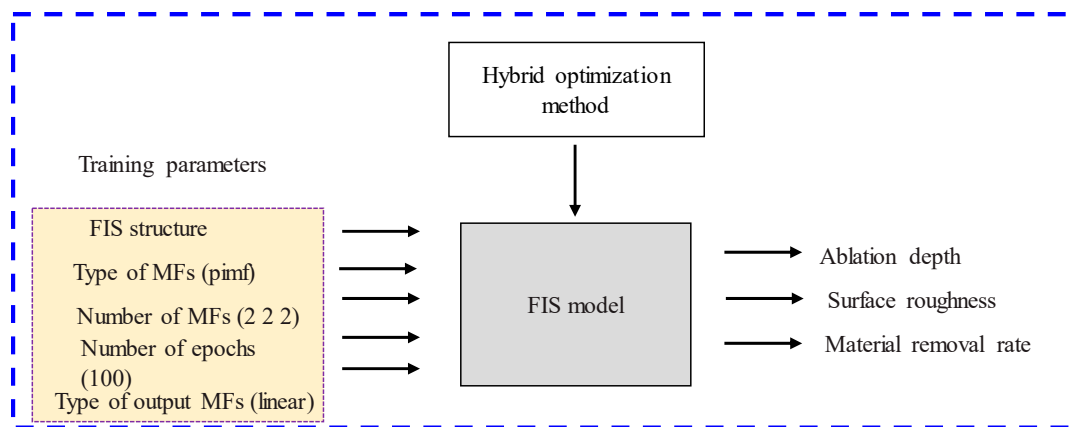 Hybrid optimization
method
Training parameters
FIS structure
Type of MFs (pimf)
Number of MFs (2 2 2)
Number of epochs
(100)
Type of output MFs (linear)
FIS model
Ablation depth
Surface roughness
Material removal rate